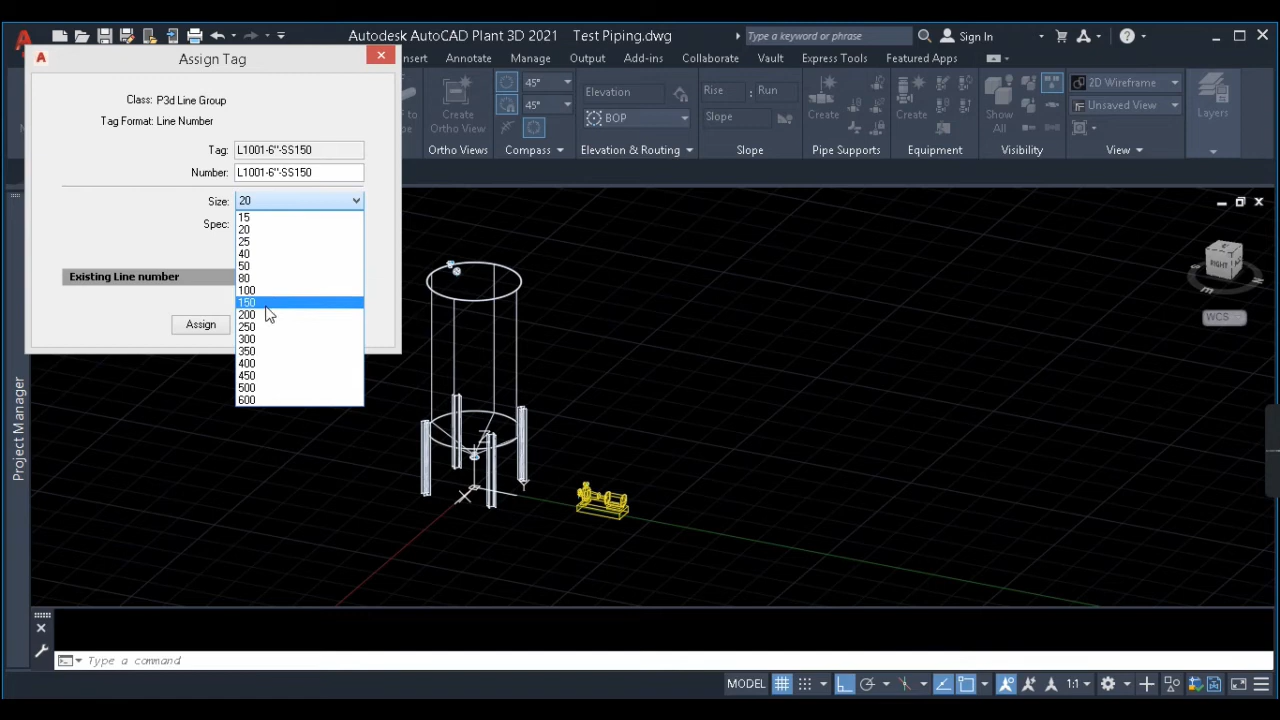 Autodesk AutoCAD Plant 3D 2021 Test Piping.dwg
Type a keyword or phrase
Sign In
Assign Tag
nsert Annotate Manage Output Add-ins Collaborate Vault Express Tools Featured Apps
Class: P3d Line Group
Tag Format: Line Number
Tag: L1001-6"-SS150
Number: L1001-6"-SS150
Size: 20
Spec:
15
20
25
40
50
80
100
150
200
250
300
350
400
450
500
600
Existing Line number
Assign
Create
Ortho View
45°
45°
Elevation
BOP
Rise : Run
Slope
Create
Create
Show
All
2D Wireframe
Unsaved View
Layers
Ortho Views Compass Elevation & Routing Slope Pipe Supports Equipment Visibility View
RIGHT
WCS
Project Manager
Type a command
MODEL
1:1